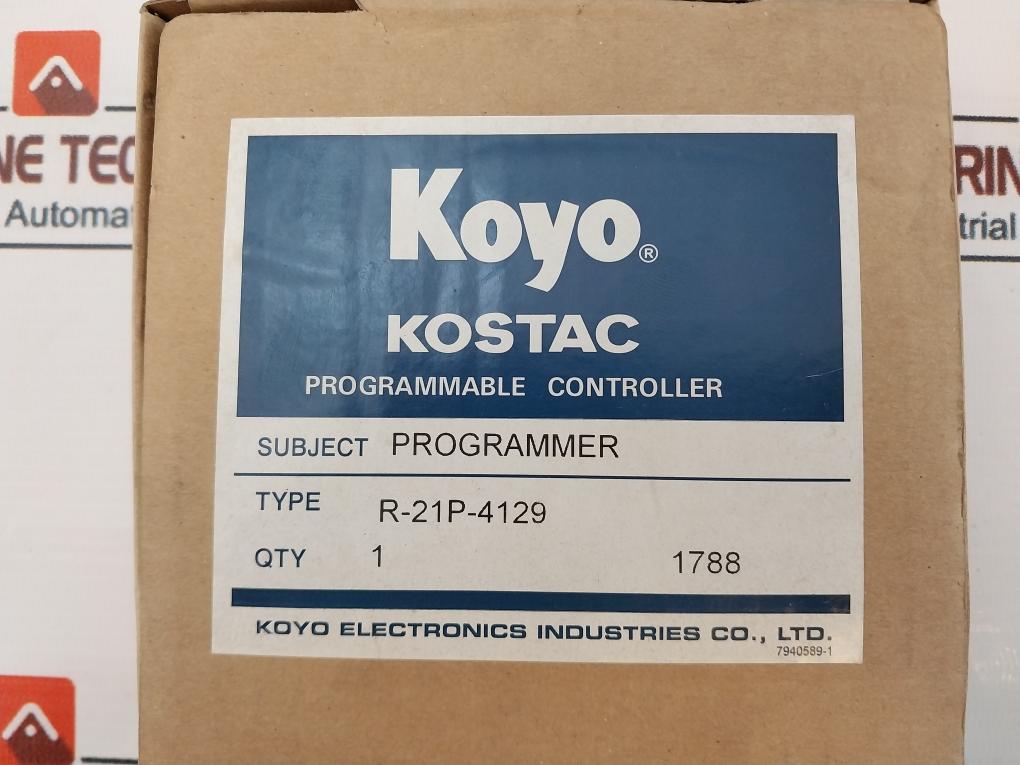 Koyo®
KOSTAC
PROGRAMMABLE CONTROLLER
SUBJECT PROGRAMMER
TYPE R-21P-4129
QTY 1 1788
KOYO ELECTRONICS INDUSTRIES CO., LTD.
7940589-1
NE TEC
Automa
RIN
trial